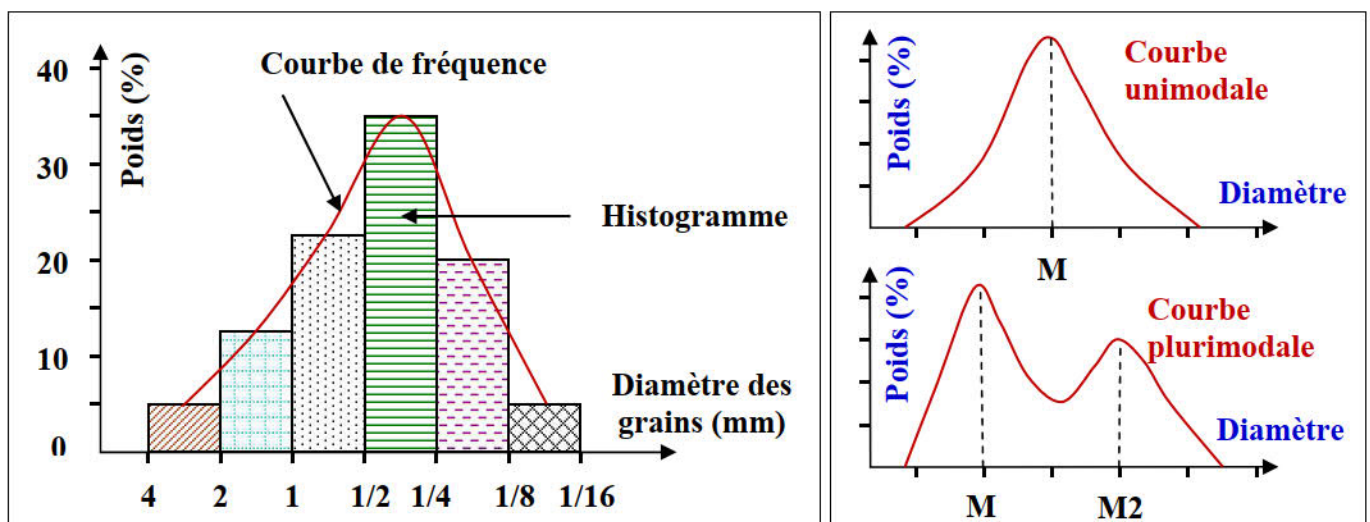 40
30
20
10
0
Poids (%)
Courbe de fréquence
Histogramme
Diamètre des
grains (mm)
4 2 1 1/2 1/4 1/8 1/16
Poids (%)
Courbe
unimodale
Diamètre
M
Poids (%)
Courbe
plurimodale
Diamètre
M M2